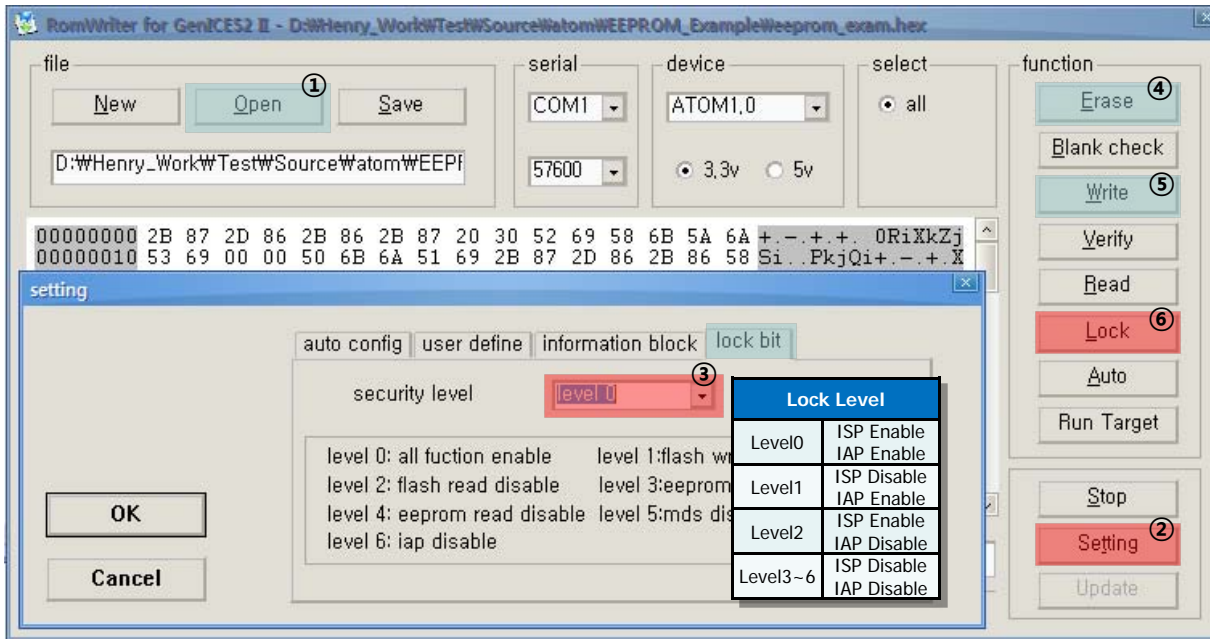 RomWriter for GenICE52 II - D:₩Henry_Work₩Test₩Source₩atom₩EEPROM_Example₩eeprom_exam.hex
file
New
Open
①
Save
D:₩Henry_Work₩Test₩Source₩atom₩EEPF
serial
COM1
57600
device
ATOM1,0
3,3v
5v
select
all
function
Erase
④
Blank check
Write
⑤
Verify
Read
Lock
⑥
Auto
Run Target
Stop
Setting
②
Update
00000000 2B 87 2D 86 2B 86 2B 87 20 30 52 69 58 6B 5A 6A +.-.+.+. 0RiXkZj
00000010 53 69 00 00 50 6B 6A 51 69 2B 87 2D 86 2B 86 58 Si..PkjQi+.-.+.X
setting
auto config
user define
information block
lock bit
security level
level 0
③
level 0: all fuction enable level 1:flash wr
level 2: flash read disable level 3:eeprom
level 4: eeprom read disable level 5:mds dis
level 6: iap disable
OK
Cancel
Lock Level
Level0
ISP Enable
IAP Enable
Level1
ISP Disable
IAP Enable
Level2
ISP Enable
IAP Disable
Level3~6
ISP Disable
IAP Disable